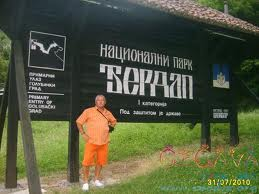 НАЦИОНАЛНИ ПАРК
ЂЕРДАП
I категорија
Под заштитом је државе
ПРИМАРНИ
УЛАЗ
ГОЛУБАЧКИ
ГРАД
PRIMARY
ENTRY OF
GOLUBAČKI
GRAD
31/07/2010